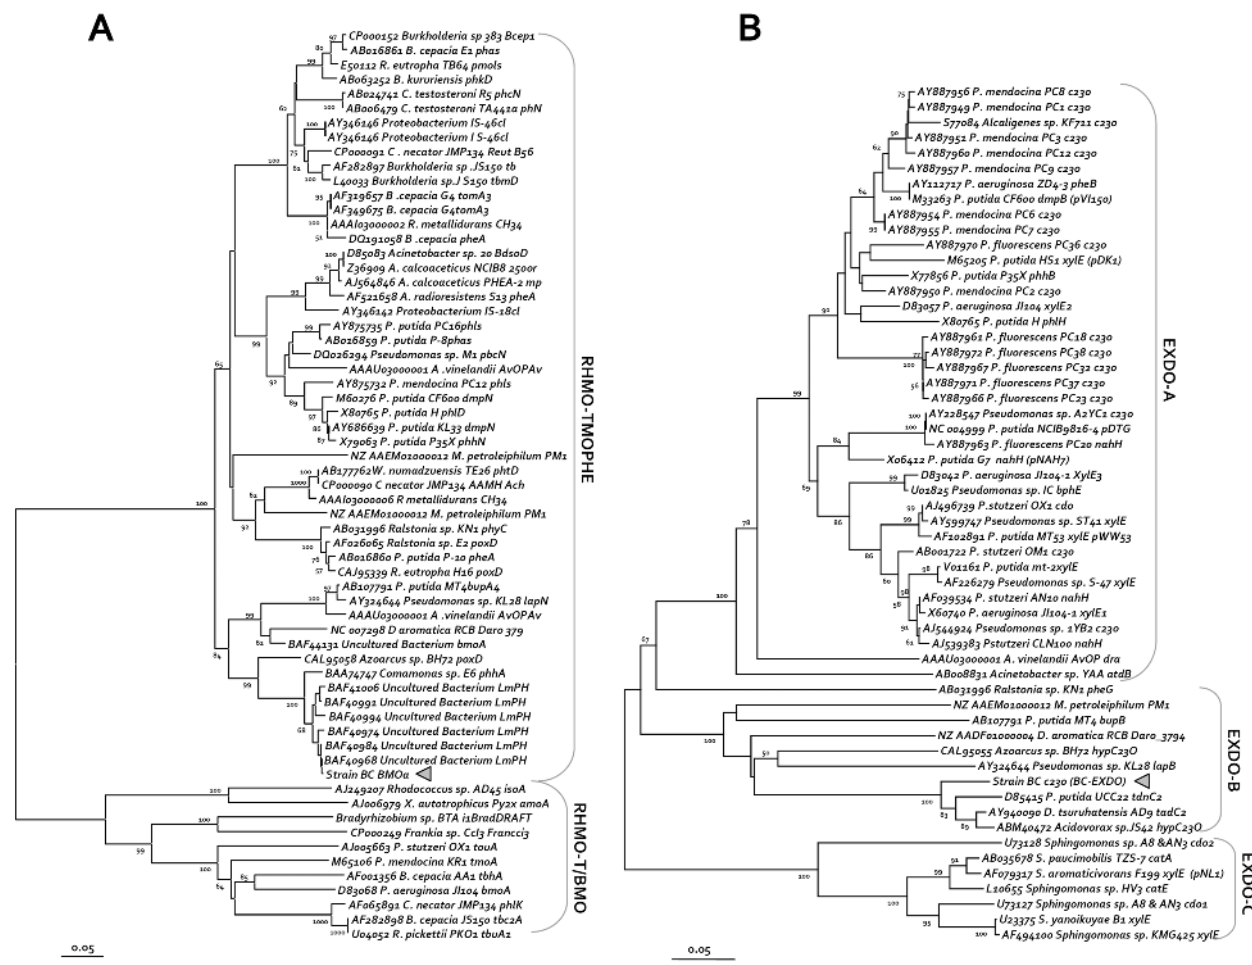 A
CP000152 Burkholderia sp 383 Bcep1
AB016861 B. cepacia E1 phas
E50112 R. eutropha TB64 pmols
AB063252 B. kururiensis phkD
AB024741 C. testosteroni R5 phcN
AB006479 C. testosteroni TA441a phN
AY346146 Proteobacterium IS-46cl
AY346146 Proteobacterium I S-46cl
CP000091 C . necator JMP134 Reut B56
AF282897 Burkholderia sp .JS150 tb
L40033 Burkholderia sp.J S150 tbmD
AF319657 B .cepacia G4 tomA3
AF349675 B. cepacia G4tomA3
AAAI03000002 R. metallidurans CH34
DQ191058 B .cepacia pheA
D85083 Acinetobacter sp. 20 BdsoD
Z36909 A. calcoaceticus NCIB8 2500r
AJ564846 A. calcoaceticus PHEA-2 mp
AF521658 A. radioresistens S13 pheA
AY346142 Proteobacterium IS-18cl
AY875735 P. putida PC16phls
AB016859 P. putida P-8phas
DQ026294 Pseudomonas sp. M1 pbcN
AAAU03000001 A .vinelandii AvOPAv
AY875732 P. mendocina PC12 phls
M60276 P. putida CF600 dmpN
X80765 P. putida H phlD
AY686639 P. putida KL33 dmpN
X79063 P. putida P35X phhN
NZ AAEM01000012 M. petroleiphilum PM1
AB177762W. numadzuensis TE26 phtD
CP000090 C necator JMP134 AAMH Ach
AAAI03000006 R metallidurans CH34
NZ AAEM01000012 M. petroleiphilum PM1
AB031996 Ralstonia sp. KN1 phyC
AF026065 Ralstonia sp. E2 poxD
AB016860 P. putida P-10 pheA
CAJ95339 R. eutropha H16 poxD
AB107791 P. putida MT4bupA4
AY324644 Pseudomonas sp. KL28 lapN
AAAU03000001 A .vinelandii AvOPAv
NC 007298 D aromatica RCB Daro 379
BAF44131 Uncultured Bacterium bmoA
CAL95058 Azoarcus sp. BH72 poxD
BAA74747 Comamonas sp. E6 phhA
BAF41006 Uncultured Bacterium LmPH
BAF40991 Uncultured Bacterium LmPH
BAF40994 Uncultured Bacterium LmPH
BAF40974 Uncultured Bacterium LmPH
BAF40984 Uncultured Bacterium LmPH
BAF40968 Uncultured Bacterium LmPH
Strain BC BMOα
AJ249207 Rhodococcus sp. AD45 isoA
AJ006979 X. autotrophicus Py2x amoA
Bradyrhizobium sp. BTA i1BradDRAFT
CP000249 Frankia sp. CcI3 Francci3
AJ005663 P. stutzeri OX1 touA
M65106 P. mendocina KR1 tmoA
AF001356 B. cepacia AA1 tbhA
D83068 P. aeruginosa JI104 bmoA
AF065891 C. necator JMP134 phlK
AF282898 B. cepacia JS150 tbc2A
U04052 R. pickettii PKO1 tbuA1
RHMO-TMOPHE
RHMO-T/BMO
0.05
B
AY887956 P. mendocina PC8 c230
AY887949 P. mendocina PC1 c230
S77084 Alcaligenes sp. KF711 c230
AY887951 P. mendocina PC3 c230
AY887960 P. mendocina PC12 c230
AY887957 P. mendocina PC9 c230
AY112717 P. aeruginosa ZD4-3 pheB
M33263 P. putida CF600 dmpB (pVI150)
AY887954 P. mendocina PC6 c230
AY887955 P. mendocina PC7 c230
AY887970 P. fluorescens PC36 c230
M65205 P. putida HS1 xylE (pDK1)
X77856 P. putida P35X phhB
AY887950 P. mendocina PC2 c230
D83057 P. aeruginosa JI104 xylE2
X80765 P. putida H phlH
AY887961 P. fluorescens PC18 c230
AY887972 P. fluorescens PC38 c230
AY887967 P. fluorescens PC32 c230
AY887971 P. fluorescens PC37 c230
AY887966 P. fluorescens PC23 c230
AY228547 Pseudomonas sp. A2YC1 c230
NC 004999 P. putida NCIB9816-4 pDTG
AY887963 P. fluorescens PC20 nahH
X06412 P. putida G7 nahH (pNAH7)
D83042 P. aeruginosa JI104-1 XylE3
U01825 Pseudomonas sp. IC bphE
AJ496739 P.stutzeri OX1 cdo
AY599747 Pseudomonas sp. ST41 xylE
AF102891 P. putida MT53 xylE pWW53
AB001722 P. stutzeri OM1 c230
V01161 P. putida mt-2xylE
AF226279 Pseudomonas sp. S-47 xylE
AF039534 P. stutzeri AN10 nahH
X60740 P. aeruginosa JI104-1 xylE1
AJ544924 Pseudomonas sp. 1YB2 c230
AJ539383 Pstutzeri CLN100 nahH
AAAU03000001 A. vinelandii AvOP dra
AB008831 Acinetobacter sp. YAA atdB
AB031996 Ralstonia sp. KN1 pheG
NZ AAEM01000012 M. petroleiphilum PM1
AB107791 P. putida MT4 bupB
NZ AADF01000004 D. aromatica RCB Daro_3794
CAL95055 Azoarcus sp. BH72 hypC23O
AY324644 Pseudomonas sp. KL28 lapB
Strain BC c230 (BC-EXDO)
D85415 P. putida UCC22 tdnC2
AY940090 D. tsuruhatensis AD9 tadC2
ABM40472 Acidovorax sp.JS42 hypC23O
U73128 Sphingomonas sp. A8 &AN3 cdo2
AB035678 S. paucimobilis TZS-7 catA
AF079317 S. aromaticivorans F199 xylE (pNL1)
L10655 Sphingomonas sp. HV3 catE
U73127 Sphingomonas sp. A8 & AN3 cdo1
U23375 S. yanoikuyae B1 xylE
AF494100 Sphingomonas sp. KMG425 xylE
EXDO-A
EXDO-B
EXDO-C
0.05